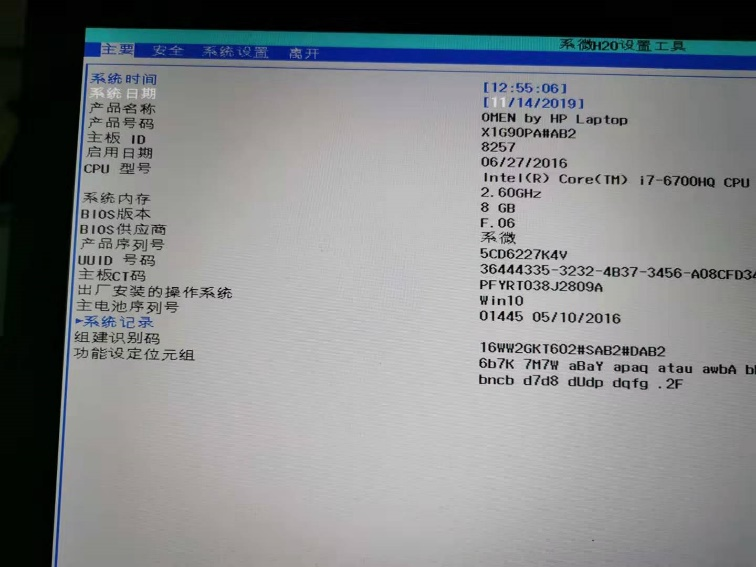 系微H2O设置工具
主要 安全 系统设置 离开
系统时间 [12:55:06]
系统日期 [11/14/2019]
产品名称 OMEN by HP Laptop
产品号码 X1G90PA#AB2
主板 ID 8257
启用日期 06/27/2016
CPU 型号 Intel(R) Core(TM) i7-6700HQ CPU
2.60GHz
系统内存 8 GB
BIOS版本 F.06
BIOS供应商 系微
产品序列号 5CD6227K4V
UUID 号码 36444335-3232-4B37-3456-A08CFD34
主板CT码 PFYRT038J2809A
出厂安装的操作系统 Win10
主电池序列号 01445 05/10/2016
▸系统记录
组建识别码 16WW2GKT602#SAB2#DAB2
功能设定位元组 6b7K 7M7W aBaY apaq atau awbA
bncb d7d8 dUdp dqfg .2F